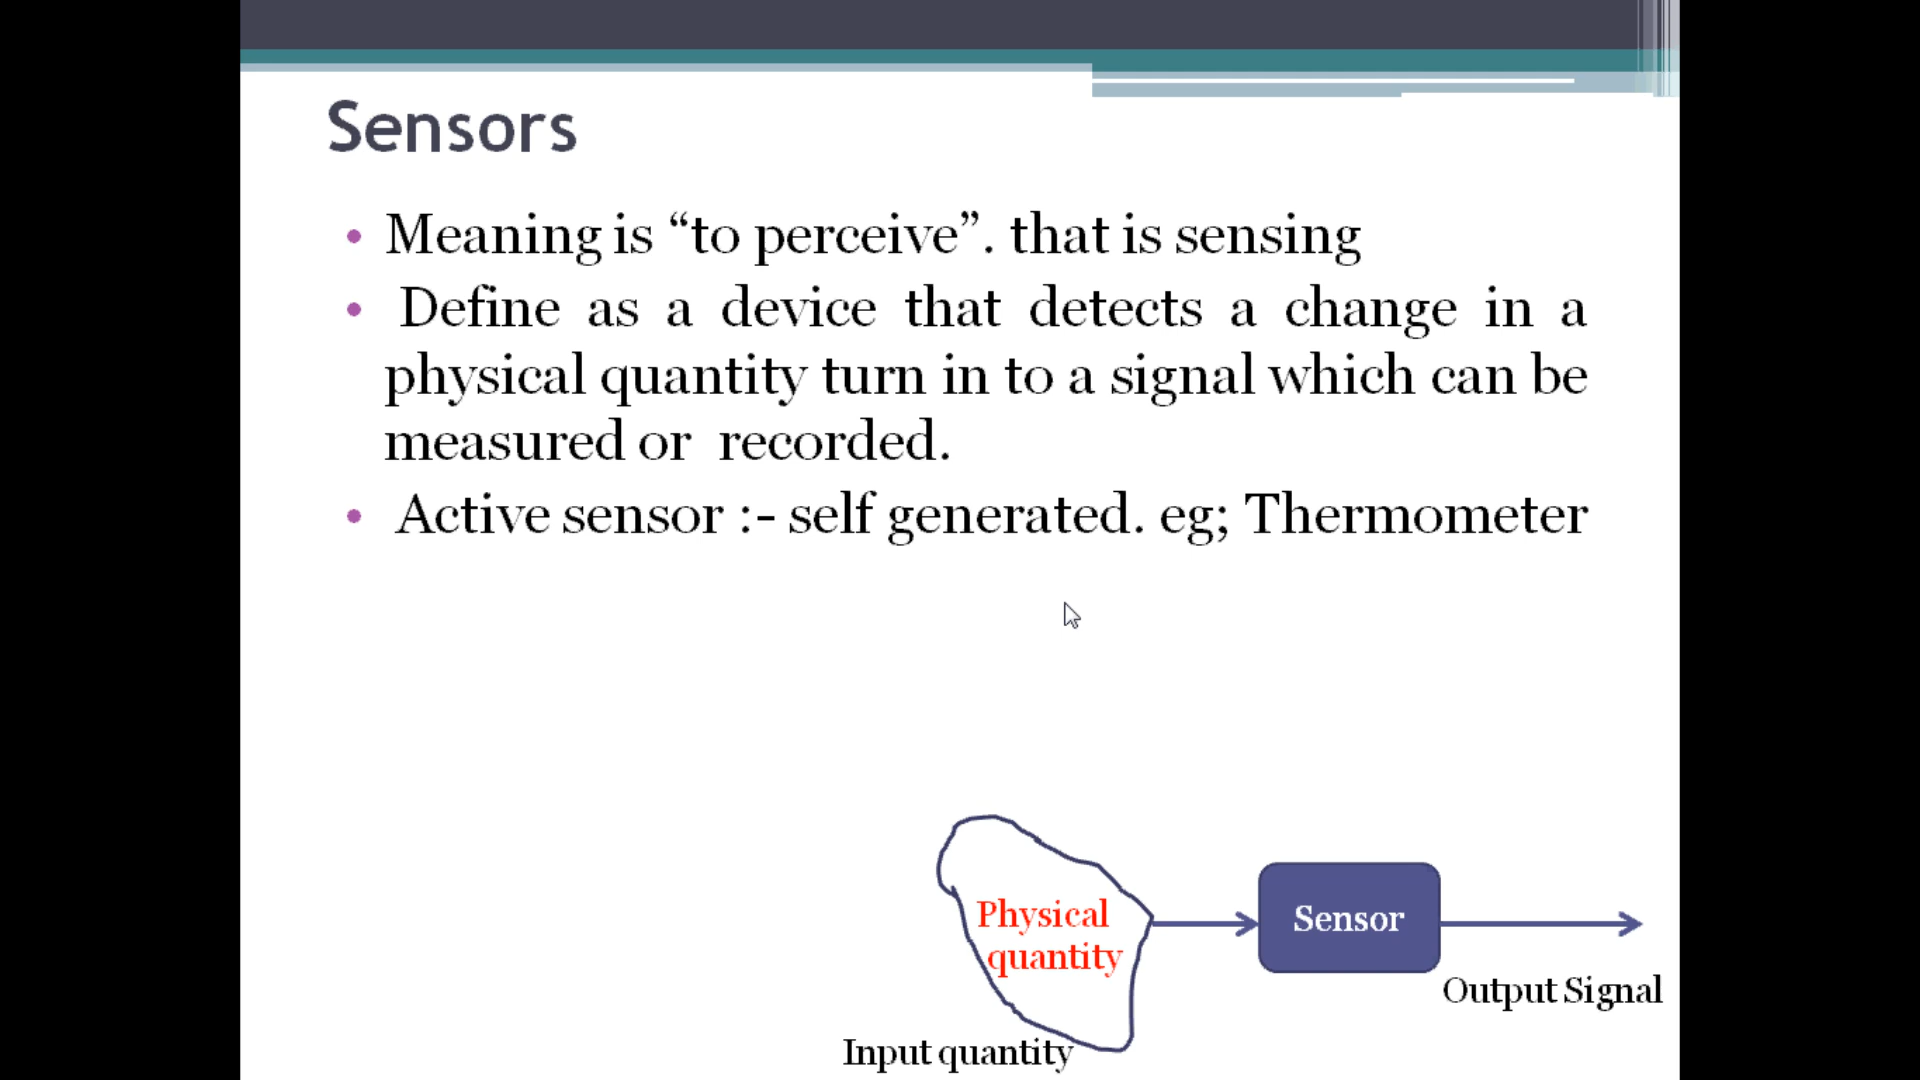 Sensors
• Meaning is “to perceive”. that is sensing
• Define as a device that detects a change in a
physical quantity turn in to a signal which can be
measured or recorded.
• Active sensor :- self generated. eg; Thermometer
Physical
quantity
Sensor
Output Signal
Input quantity